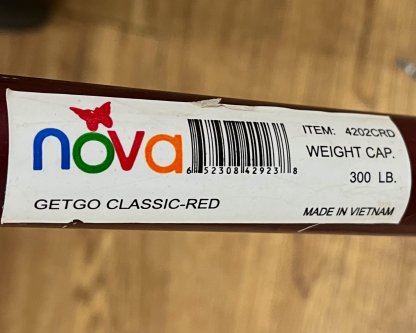 nova
6 52308 42923 8
GETGO CLASSIC-RED
ITEM: 4202CRD
WEIGHT CAP.
300 LB.
MADE IN VIETNAM